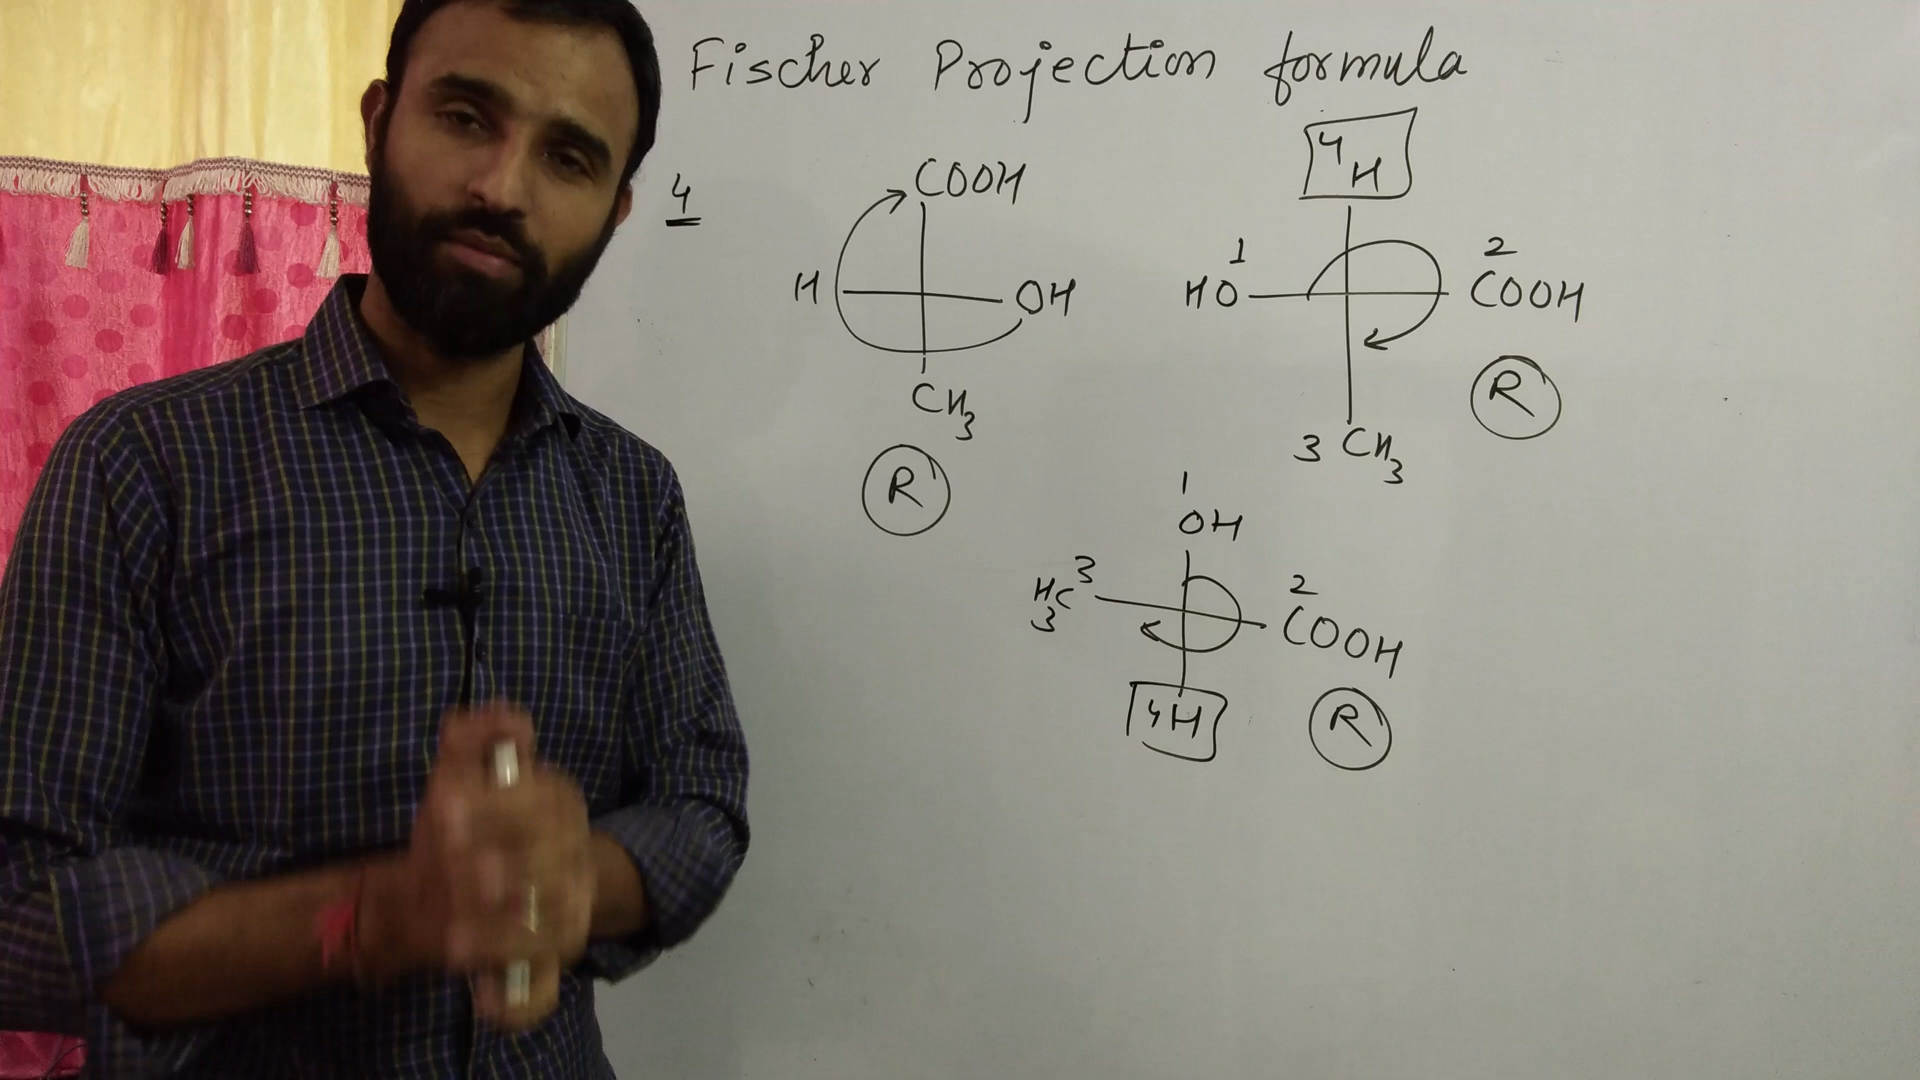 Fischer Projection formula
4
COOH
H OH
CH3
R
4
H
1 2
HO COOH
R
3 CH3
1
OH
3 2
H3C COOH
4H
R